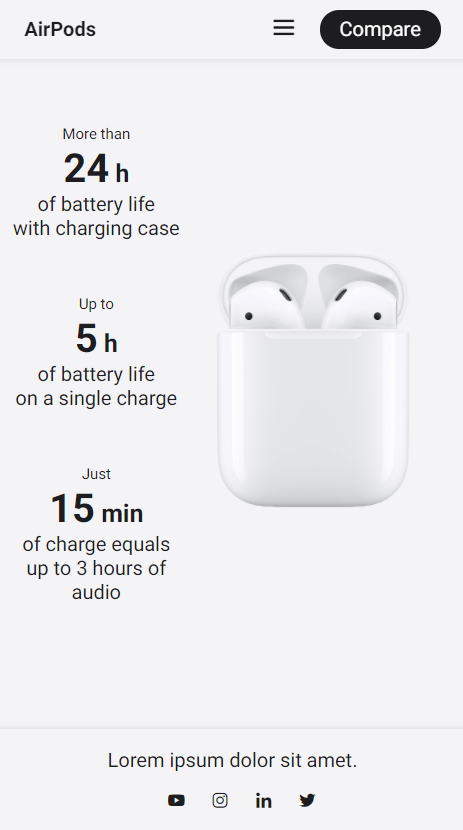 AirPods
Compare
More than
24 h
of battery life
with charging case
Up to
5 h
of battery life
on a single charge
Just
15 min
of charge equals
up to 3 hours of
audio
Lorem ipsum dolor sit amet.